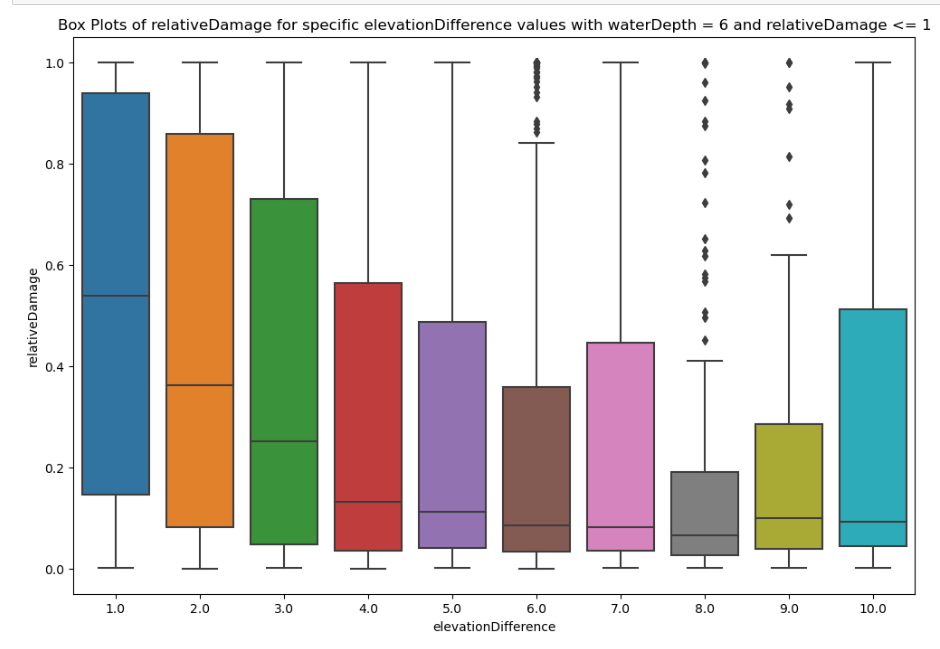 Box Plots of relativeDamage for specific elevationDifference values with waterDepth = 6 and relativeDamage <= 1
1.0
0.8
0.6
0.4
0.2
0.0
relativeDamage
1.0 2.0 3.0 4.0 5.0 6.0 7.0 8.0 9.0 10.0
elevationDifference